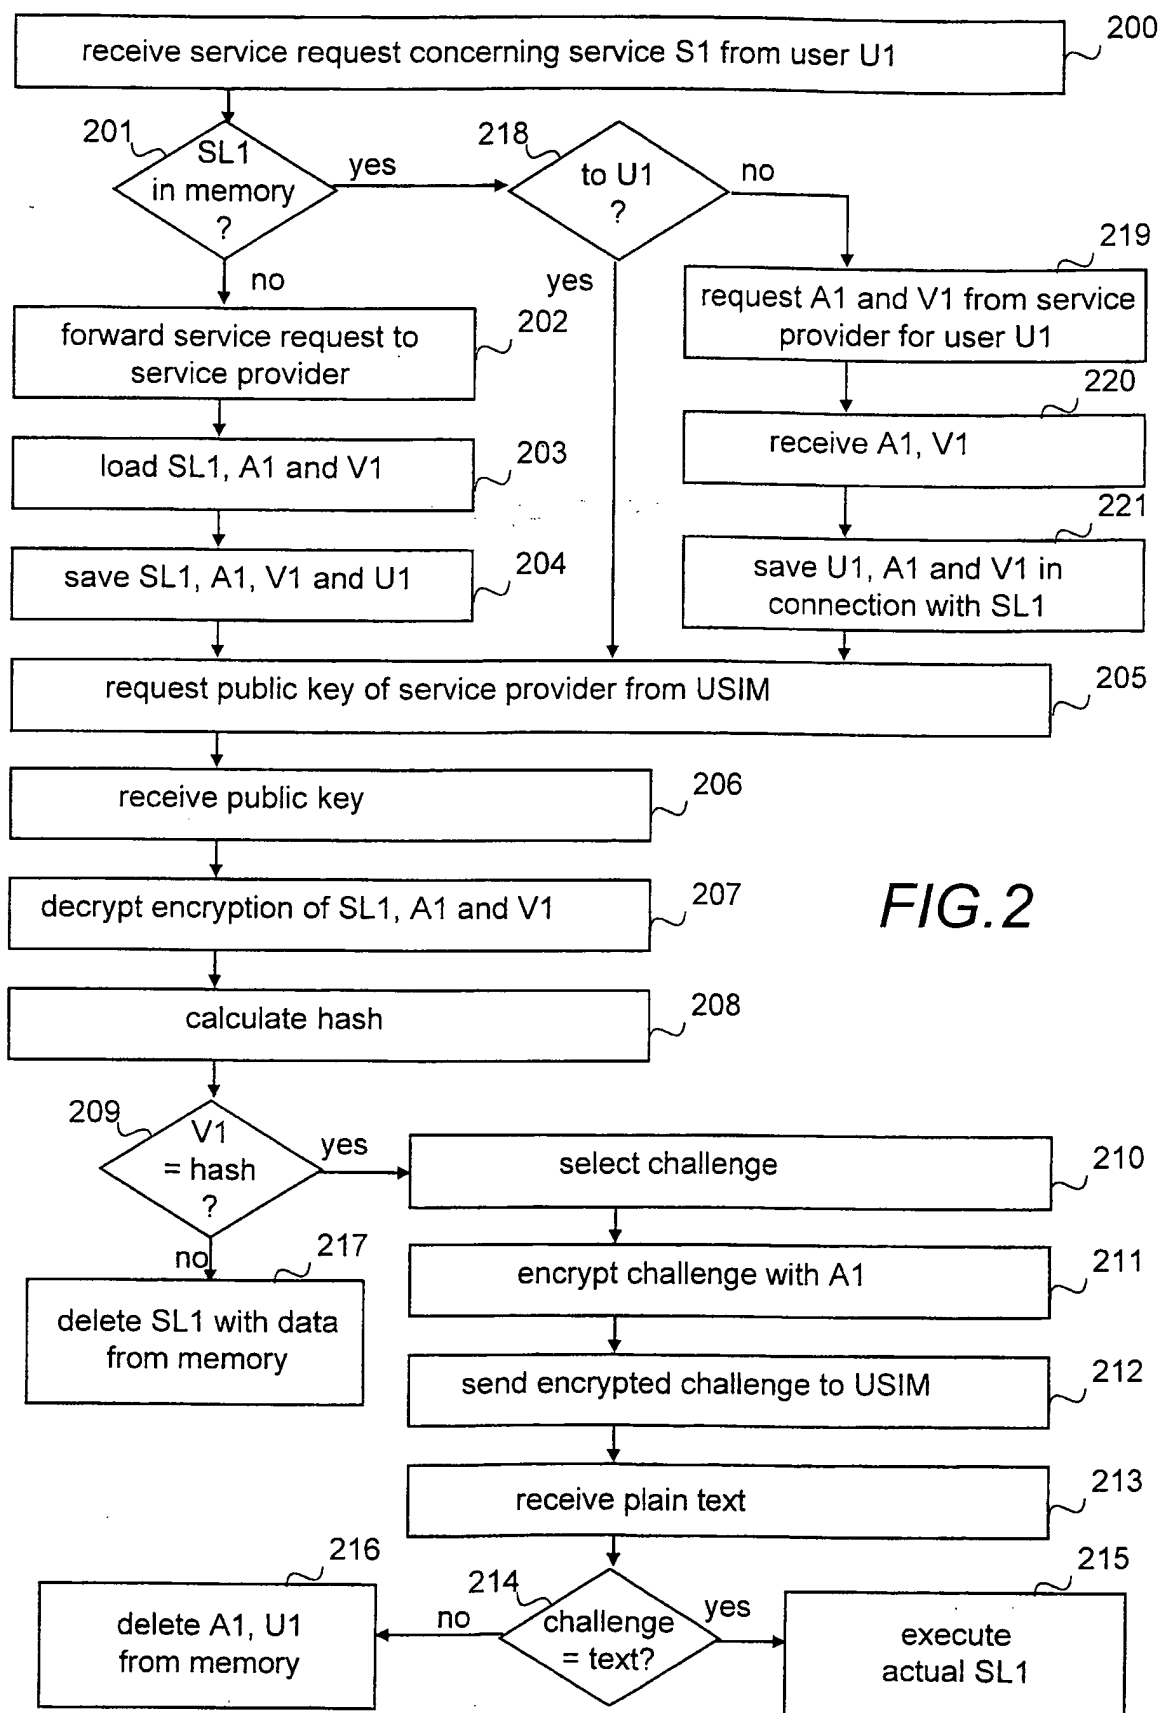 200
receive service request concerning service S1 from user U1
201
SL1
in memory
?
yes
218
to U1
?
no
no
yes
219
request A1 and V1 from service
provider for user U1
202
forward service request to
service provider
220
receive A1, V1
203
load SL1, A1 and V1
221
save U1, A1 and V1 in
connection with SL1
204
save SL1, A1, V1 and U1
205
request public key of service provider from USIM
206
receive public key
207
decrypt encryption of SL1, A1 and V1
FIG.2
208
calculate hash
209
V1
= hash
?
yes
210
select challenge
no
217
delete SL1 with data
from memory
211
encrypt challenge with A1
212
send encrypted challenge to USIM
213
receive plain text
214
challenge
= text?
no
yes
216
delete A1, U1
from memory
215
execute
actual SL1